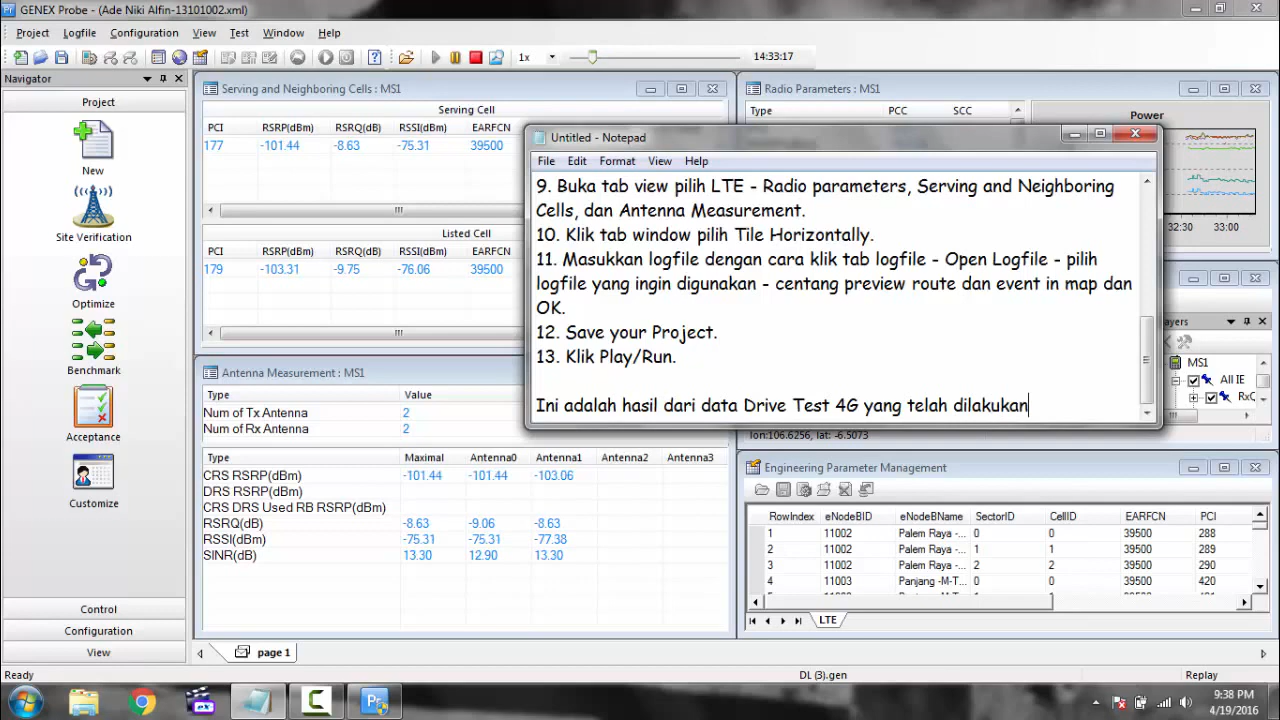 GENEX Probe - (Ade Niki Alfin-13101002.xml)
Project Logfile Configuration View Test Window Help
1x 14:33:17
Navigator
Project
New
Site Verification
Optimize
Benchmark
Acceptance
Customize
Control
Configuration
View
Serving and Neighboring Cells : MS1
Serving Cell
PCI RSRP(dBm) RSRQ(dB) RSSI(dBm) EARFCN
177 -101.44 -8.63 -75.31 39500
Listed Cell
PCI RSRP(dBm) RSRQ(dB) RSSI(dBm) EARFCN
179 -103.31 -9.75 -76.06 39500
Radio Parameters : MS1
Type PCC SCC
Power
32:30 33:00
Untitled - Notepad
File Edit Format View Help
9. Buka tab view pilih LTE - Radio parameters, Serving and Neighboring
Cells, dan Antenna Measurement.
10. Klik tab window pilih Tile Horizontally.
11. Masukkan logfile dengan cara klik tab logfile - Open Logfile - pilih
logfile yang ingin digunakan - centang preview route dan event in map dan
OK.
12. Save your Project.
13. Klik Play/Run.
Ini adalah hasil dari data Drive Test 4G yang telah dilakukan
ayers
MS1
All IE
RxQ
lon:106.6256, lat: -6.5073
Antenna Measurement : MS1
Type Value
Num of Tx Antenna 2
Num of Rx Antenna 2
Type Maximal Antenna0 Antenna1 Antenna2 Antenna3
CRS RSRP(dBm) -101.44 -101.44 -103.06
DRS RSRP(dBm)
CRS DRS Used RB RSRP(dBm)
RSRQ(dB) -8.63 -9.06 -8.63
RSSI(dBm) -75.31 -75.31 -77.38
SINR(dB) 13.30 12.90 13.30
Engineering Parameter Management
RowIndex eNodeBID eNodeBName SectorID CellID EARFCN PCI
1 11002 Palem Raya -... 0 0 39500 288
2 11002 Palem Raya -... 1 1 39500 289
3 11002 Palem Raya -... 2 2 39500 290
4 11003 Panjang -M-T... 0 0 39500 420
LTE
page 1
Ready DL (3).gen Replay
9:38 PM
4/19/2016